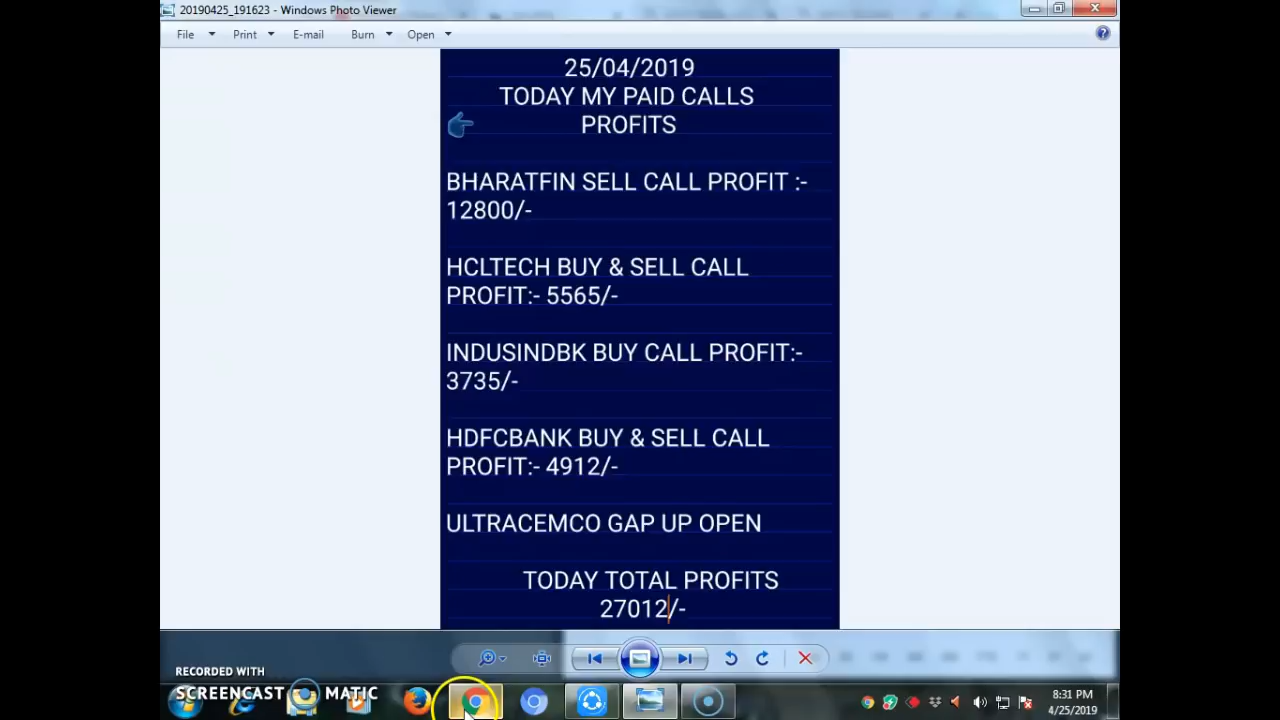 20190425_191623 - Windows Photo Viewer
File Print E-mail Burn Open
25/04/2019
TODAY MY PAID CALLS
PROFITS
BHARATFIN SELL CALL PROFIT :-
12800/-
HCLTECH BUY & SELL CALL
PROFIT:- 5565/-
INDUSINDBK BUY CALL PROFIT:-
3735/-
HDFCBANK BUY & SELL CALL
PROFIT:- 4912/-
ULTRACEMCO GAP UP OPEN
TODAY TOTAL PROFITS
27012/-
RECORDED WITH
SCREENCAST MATIC
8:31 PM
4/25/2019